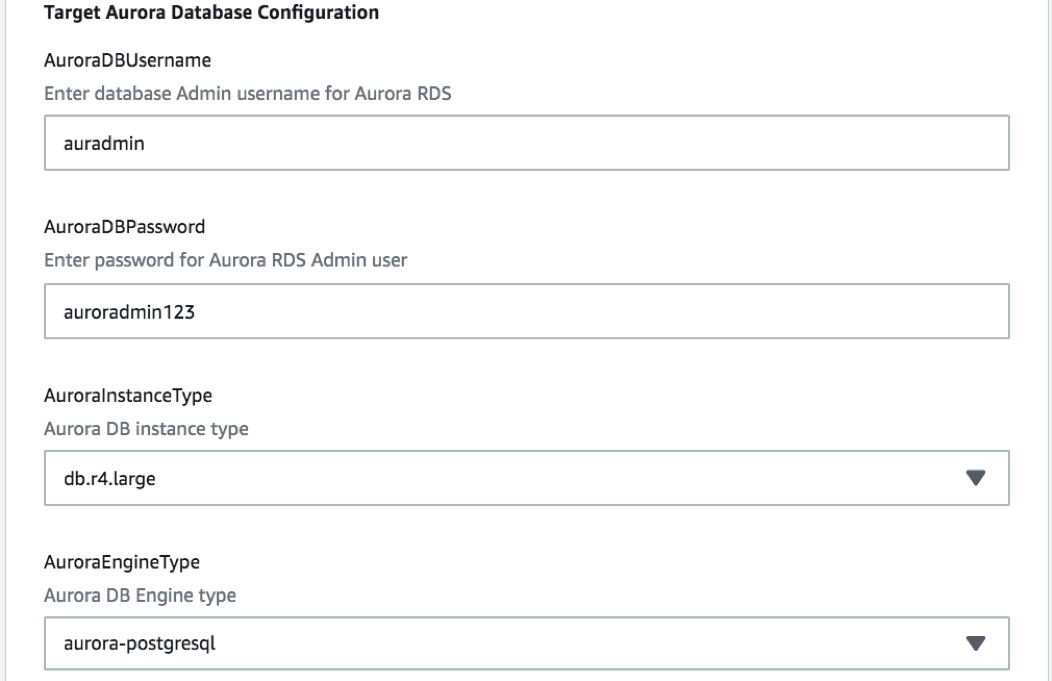 Target Aurora Database Configuration
AuroraDBUsername
Enter database Admin username for Aurora RDS
auradmin
AuroraDBPassword
Enter password for Aurora RDS Admin user
auroradmin123
AuroraInstanceType
Aurora DB instance type
db.r4.large
AuroraEngineType
Aurora DB Engine type
aurora-postgresql